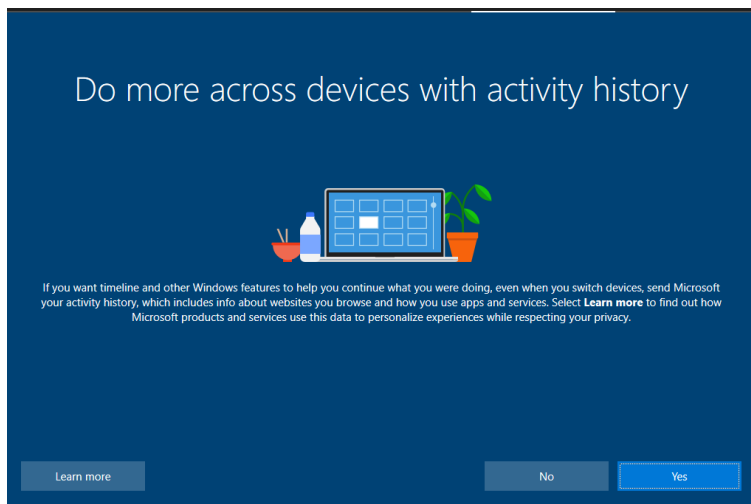 Do more across devices with activity history
If you want timeline and other Windows features to help you continue what you were doing, even when you switch devices, send Microsoft
your activity history, which includes info about websites you browse and how you use apps and services. Select Learn more to find out how
Microsoft products and services use this data to personalize experiences while respecting your privacy.
Learn more
No
Yes